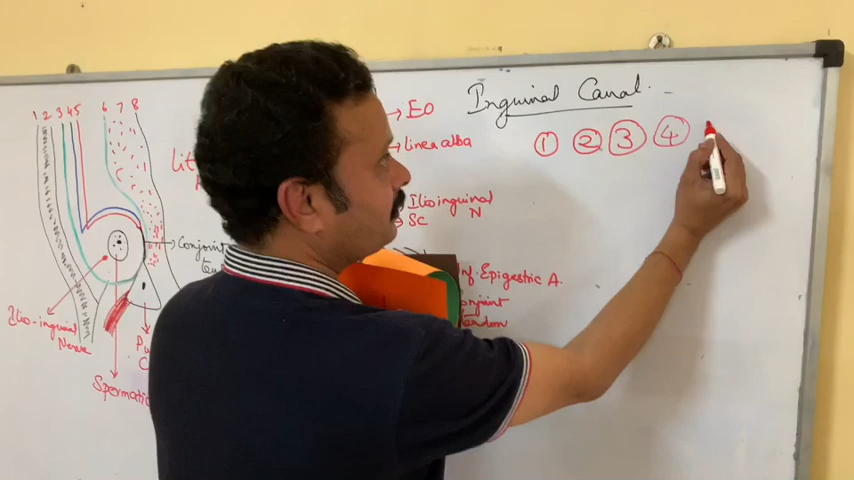 Inguinal Canal.
① ② ③ ④
1 2 3 4 5 6 7 8
EO
linea alba
Ilioinguinal
N
SC
Conjoint
Inf Epigastric A.
Conjoint
tendon
Ilio-inguinal
Nerve
Spermatic